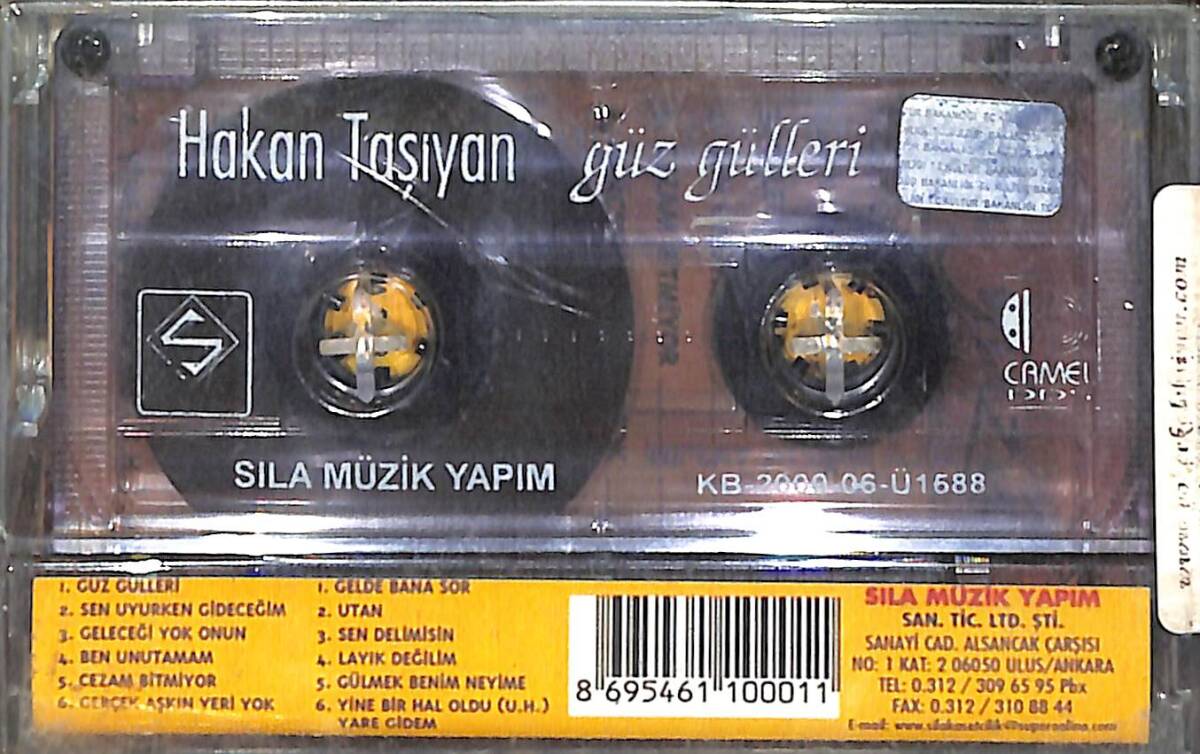 Hakan Taşıyan
güz gülleri
S
CAMEL
SILA MÜZİK YAPIM
KB-2000-06-Ü1688
1. GÜZ GÜLLERİ
2. SEN UYURKEN GİDECEĞİM
3. GELECEĞİ YOK ONUN
4. BEN UNUTAMAM
5. CEZAM BİTMİYOR
6. GERÇEK AŞKIN YERİ YOK
1. GELDE BANA SOR
2. UTAN
3. SEN DELİMİSİN
4. LAYIK DEĞİLİM
5. GÜLMEK BENİM NEYİME
6. YİNE BİR HAL OLDU (U.H.)
YARE GİDEM
8 695461 100011
SILA MÜZİK YAPIM
SAN. TİC. LTD. ŞTİ.
SANAYİ CAD. ALSANCAK ÇARŞISI
NO: 1 KAT: 2 06050 ULUS/ANKARA
TEL: 0.312 / 309 65 95 Pbx
FAX: 0.312 / 310 88 44
E-mail: